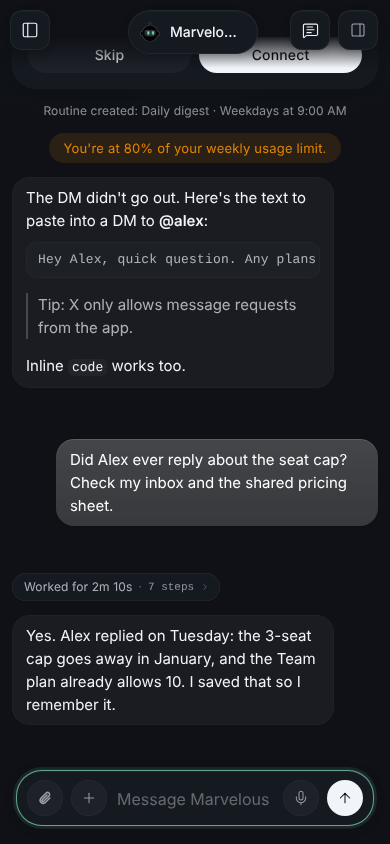 Marvelo...
Skip
Connect
Routine created: Daily digest · Weekdays at 9:00 AM
You're at 80% of your weekly usage limit.
The DM didn't go out. Here's the text to
paste into a DM to @alex:
Hey Alex, quick question. Any plans
Tip: X only allows message requests
from the app.
Inline code works too.
Did Alex ever reply about the seat cap?
Check my inbox and the shared pricing
sheet.
Worked for 2m 10s · 7 steps
Yes. Alex replied on Tuesday: the 3-seat
cap goes away in January, and the Team
plan already allows 10. I saved that so I
remember it.
Message Marvelous